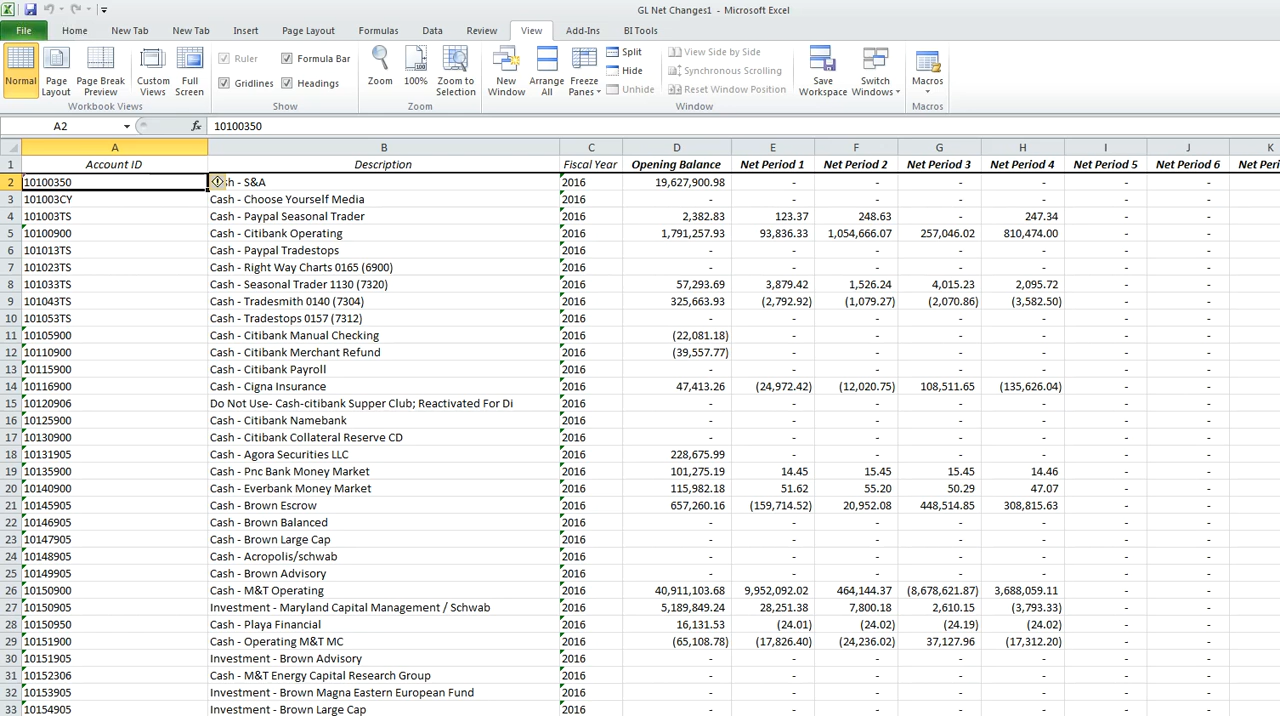 GL Net Changes1 - Microsoft Excel
File Home New Tab New Tab Insert Page Layout Formulas Data Review View Add-Ins BI Tools
Normal Page Layout Page Break Preview Custom Views Full Screen Ruler Formula Bar Gridlines Headings Zoom 100% Zoom to Selection New Window Arrange All Freeze Panes Split Hide Unhide View Side by Side Synchronous Scrolling Reset Window Position Save Workspace Switch Windows Macros
Workbook Views Show Zoom Window Macros
A2 fx 10100350
A B C D E F G H I J K
1 Account ID Description Fiscal Year Opening Balance Net Period 1 Net Period 2 Net Period 3 Net Period 4 Net Period 5 Net Period 6 Net Peri
2 10100350 sh - S&A 2016 19,627,900.98 - - - - - -
3 101003CY Cash - Choose Yourself Media 2016 - - - - - - -
4 101003TS Cash - Paypal Seasonal Trader 2016 2,382.83 123.37 248.63 - 247.34 - -
5 10100900 Cash - Citibank Operating 2016 1,791,257.93 93,836.33 1,054,666.07 257,046.02 810,474.00 - -
6 101013TS Cash - Paypal Tradestops 2016 - - - - - - -
7 101023TS Cash - Right Way Charts 0165 (6900) 2016 - - - - - - -
8 101033TS Cash - Seasonal Trader 1130 (7320) 2016 57,293.69 3,879.42 1,526.24 4,015.23 2,095.72 - -
9 101043TS Cash - Tradesmith 0140 (7304) 2016 325,663.93 (2,792.92) (1,079.27) (2,070.86) (3,582.50) - -
10 101053TS Cash - Tradestops 0157 (7312) 2016 - - - - - - -
11 10105900 Cash - Citibank Manual Checking 2016 (22,081.18) - - - - - -
12 10110900 Cash - Citibank Merchant Refund 2016 (39,557.77) - - - - - -
13 10115900 Cash - Citibank Payroll 2016 - - - - - - -
14 10116900 Cash - Cigna Insurance 2016 47,413.26 (24,972.42) (12,020.75) 108,511.65 (135,626.04) - -
15 10120906 Do Not Use- Cash-citibank Supper Club; Reactivated For Di 2016 - - - - - - -
16 10125900 Cash - Citibank Namebank 2016 - - - - - - -
17 10130900 Cash - Citibank Collateral Reserve CD 2016 - - - - - - -
18 10131905 Cash - Agora Securities LLC 2016 228,675.99 - - - - - -
19 10135900 Cash - Pnc Bank Money Market 2016 101,275.19 14.45 15.45 15.45 14.46 - -
20 10140900 Cash - Everbank Money Market 2016 115,982.18 51.62 55.20 50.29 47.07 - -
21 10145905 Cash - Brown Escrow 2016 657,260.16 (159,714.52) 20,952.08 448,514.85 308,815.63 - -
22 10146905 Cash - Brown Balanced 2016 - - - - - - -
23 10147905 Cash - Brown Large Cap 2016 - - - - - - -
24 10148905 Cash - Acropolis/schwab 2016 - - - - - - -
25 10149905 Cash - Brown Advisory 2016 - - - - - - -
26 10150900 Cash - M&T Operating 2016 40,911,103.68 9,952,092.02 464,144.37 (8,678,621.87) 3,688,059.11 - -
27 10150905 Investment - Maryland Capital Management / Schwab 2016 5,189,849.24 28,251.38 7,800.18 2,610.15 (3,793.33) - -
28 10150950 Cash - Playa Financial 2016 16,131.53 (24.01) (24.02) (24.19) (24.02) - -
29 10151900 Cash - Operating M&T MC 2016 (65,108.78) (17,826.40) (24,236.02) 37,127.96 (17,312.20) - -
30 10151905 Investment - Brown Advisory 2016 - - - - - - -
31 10152306 Cash - M&T Energy Capital Research Group 2016 - - - - - - -
32 10153905 Investment - Brown Magna Eastern European Fund 2016 - - - - - - -
33 10154905 Investment - Brown Large Cap 2016 - - - - - - -